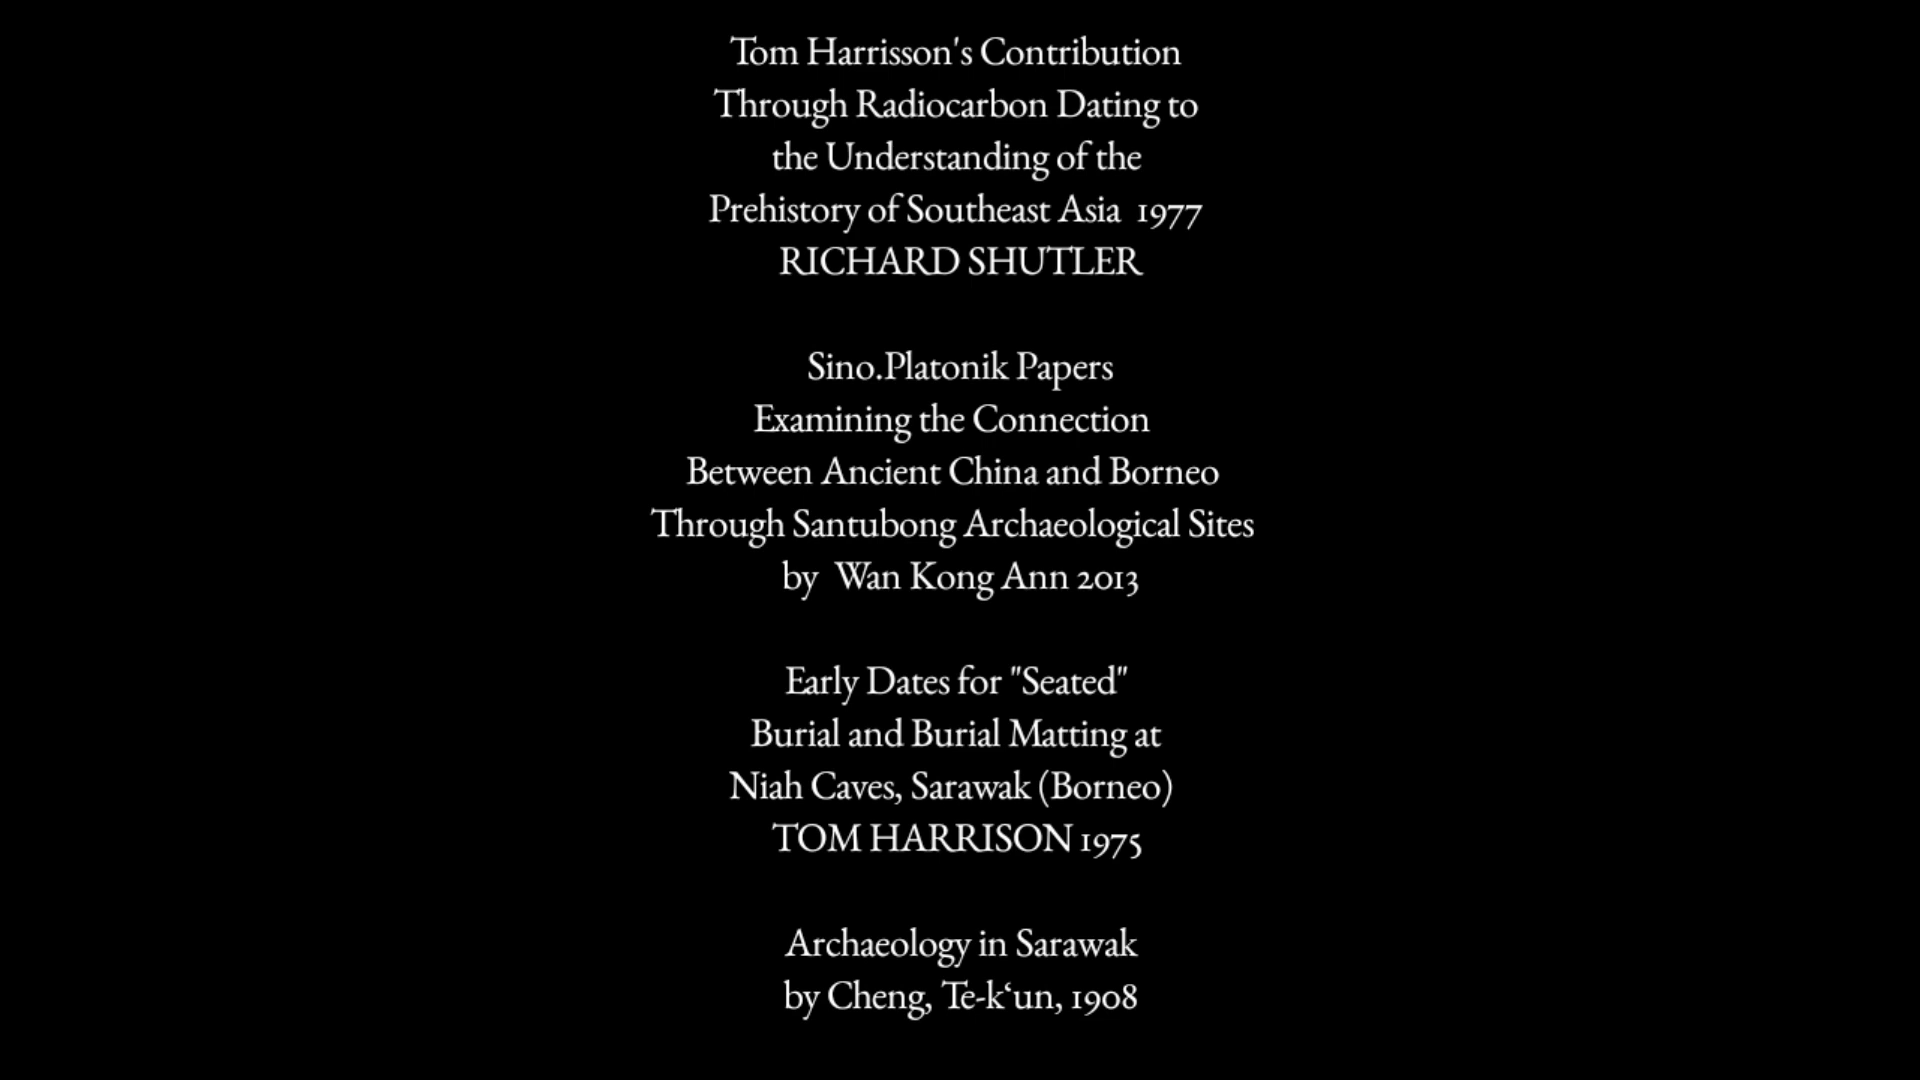 Tom Harrisson's Contribution
Through Radiocarbon Dating to
the Understanding of the
Prehistory of Southeast Asia  1977
RICHARD SHUTLER
Sino.Platonik Papers
Examining the Connection
Between Ancient China and Borneo
Through Santubong Archaeological Sites
by  Wan Kong Ann 2013
Early Dates for "Seated"
Burial and Burial Matting at
Niah Caves, Sarawak (Borneo)
TOM HARRISON 1975
Archaeology in Sarawak
by Cheng, Te-k‘un, 1908